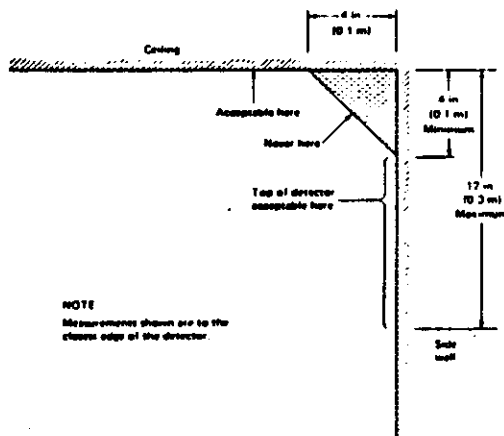 4 in
(0.1 m)
Ceiling
Acceptable here
Never here
4 in
(0.1 m)
Minimum
Top of detector
acceptable here
12 in
(0.3 m)
Maximum
NOTE
Measurements shown are to the
closest edge of the detector.
Side
wall